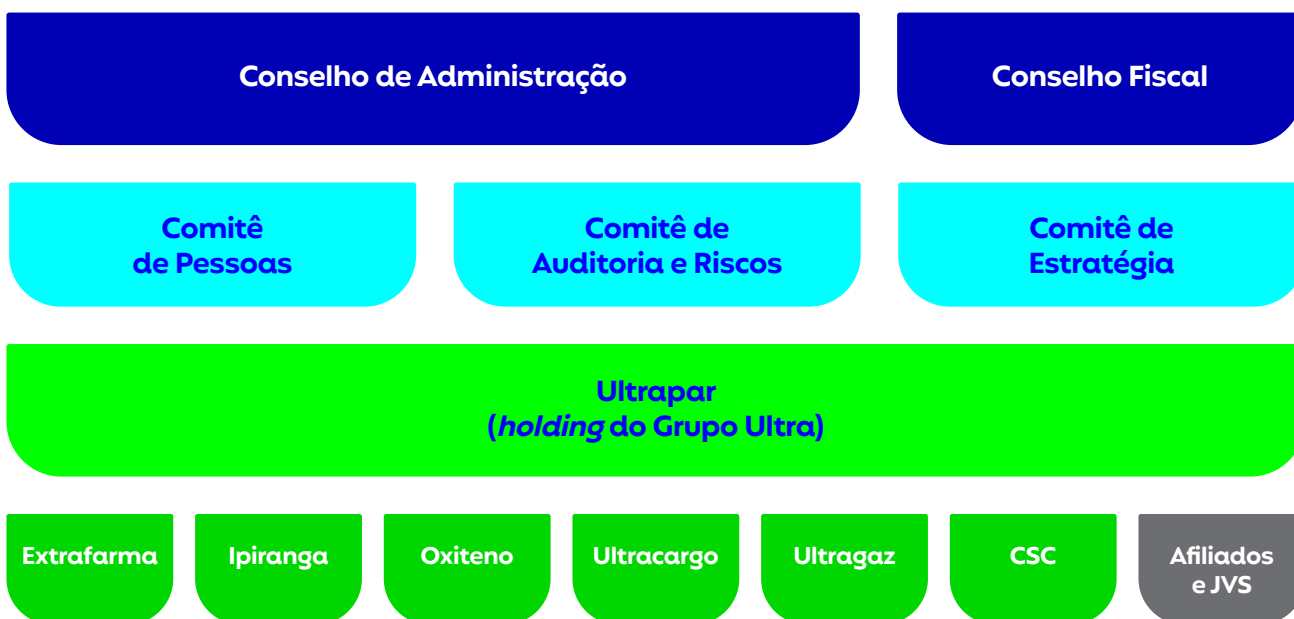 Conselho de Administração
Conselho Fiscal
Comitê
de Pessoas
Comitê de
Auditoria e Riscos
Comitê de
Estratégia
Ultrapar
(holding do Grupo Ultra)
Extrafarma
Ipiranga
Oxiteno
Ultracargo
Ultragaz
CSC
Afiliados
e JVS